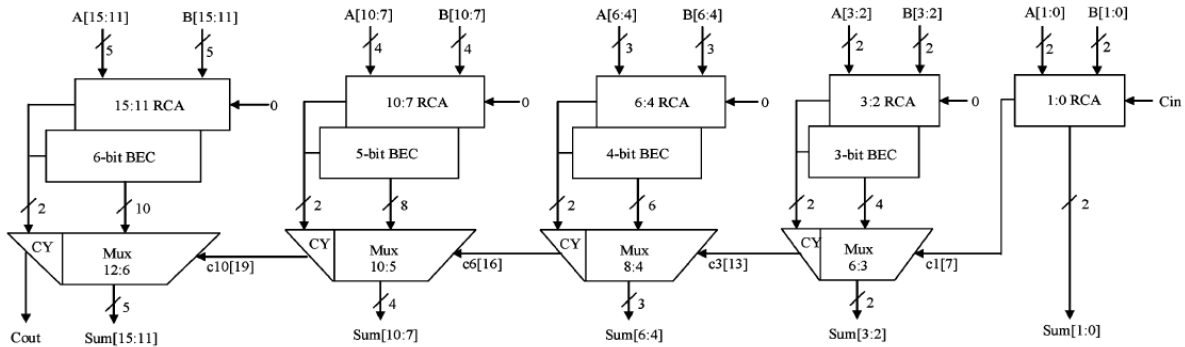 A[15:11] B[15:11] A[10:7] B[10:7] A[6:4] B[6:4] A[3:2] B[3:2] A[1:0] B[1:0]
5 5 4 4 3 3 2 2 2 2
15:11 RCA 0 10:7 RCA 0 6:4 RCA 0 3:2 RCA 0 1:0 RCA Cin
6-bit BEC 5-bit BEC 4-bit BEC 3-bit BEC
2 10 2 8 2 6 2 4 2
CY Mux 12:6 c10[19] CY Mux 10:5 c6[16] CY Mux 8:4 c3[13] CY Mux 6:3 c1[7]
5 4 3 2
Cout Sum[15:11] Sum[10:7] Sum[6:4] Sum[3:2] Sum[1:0]